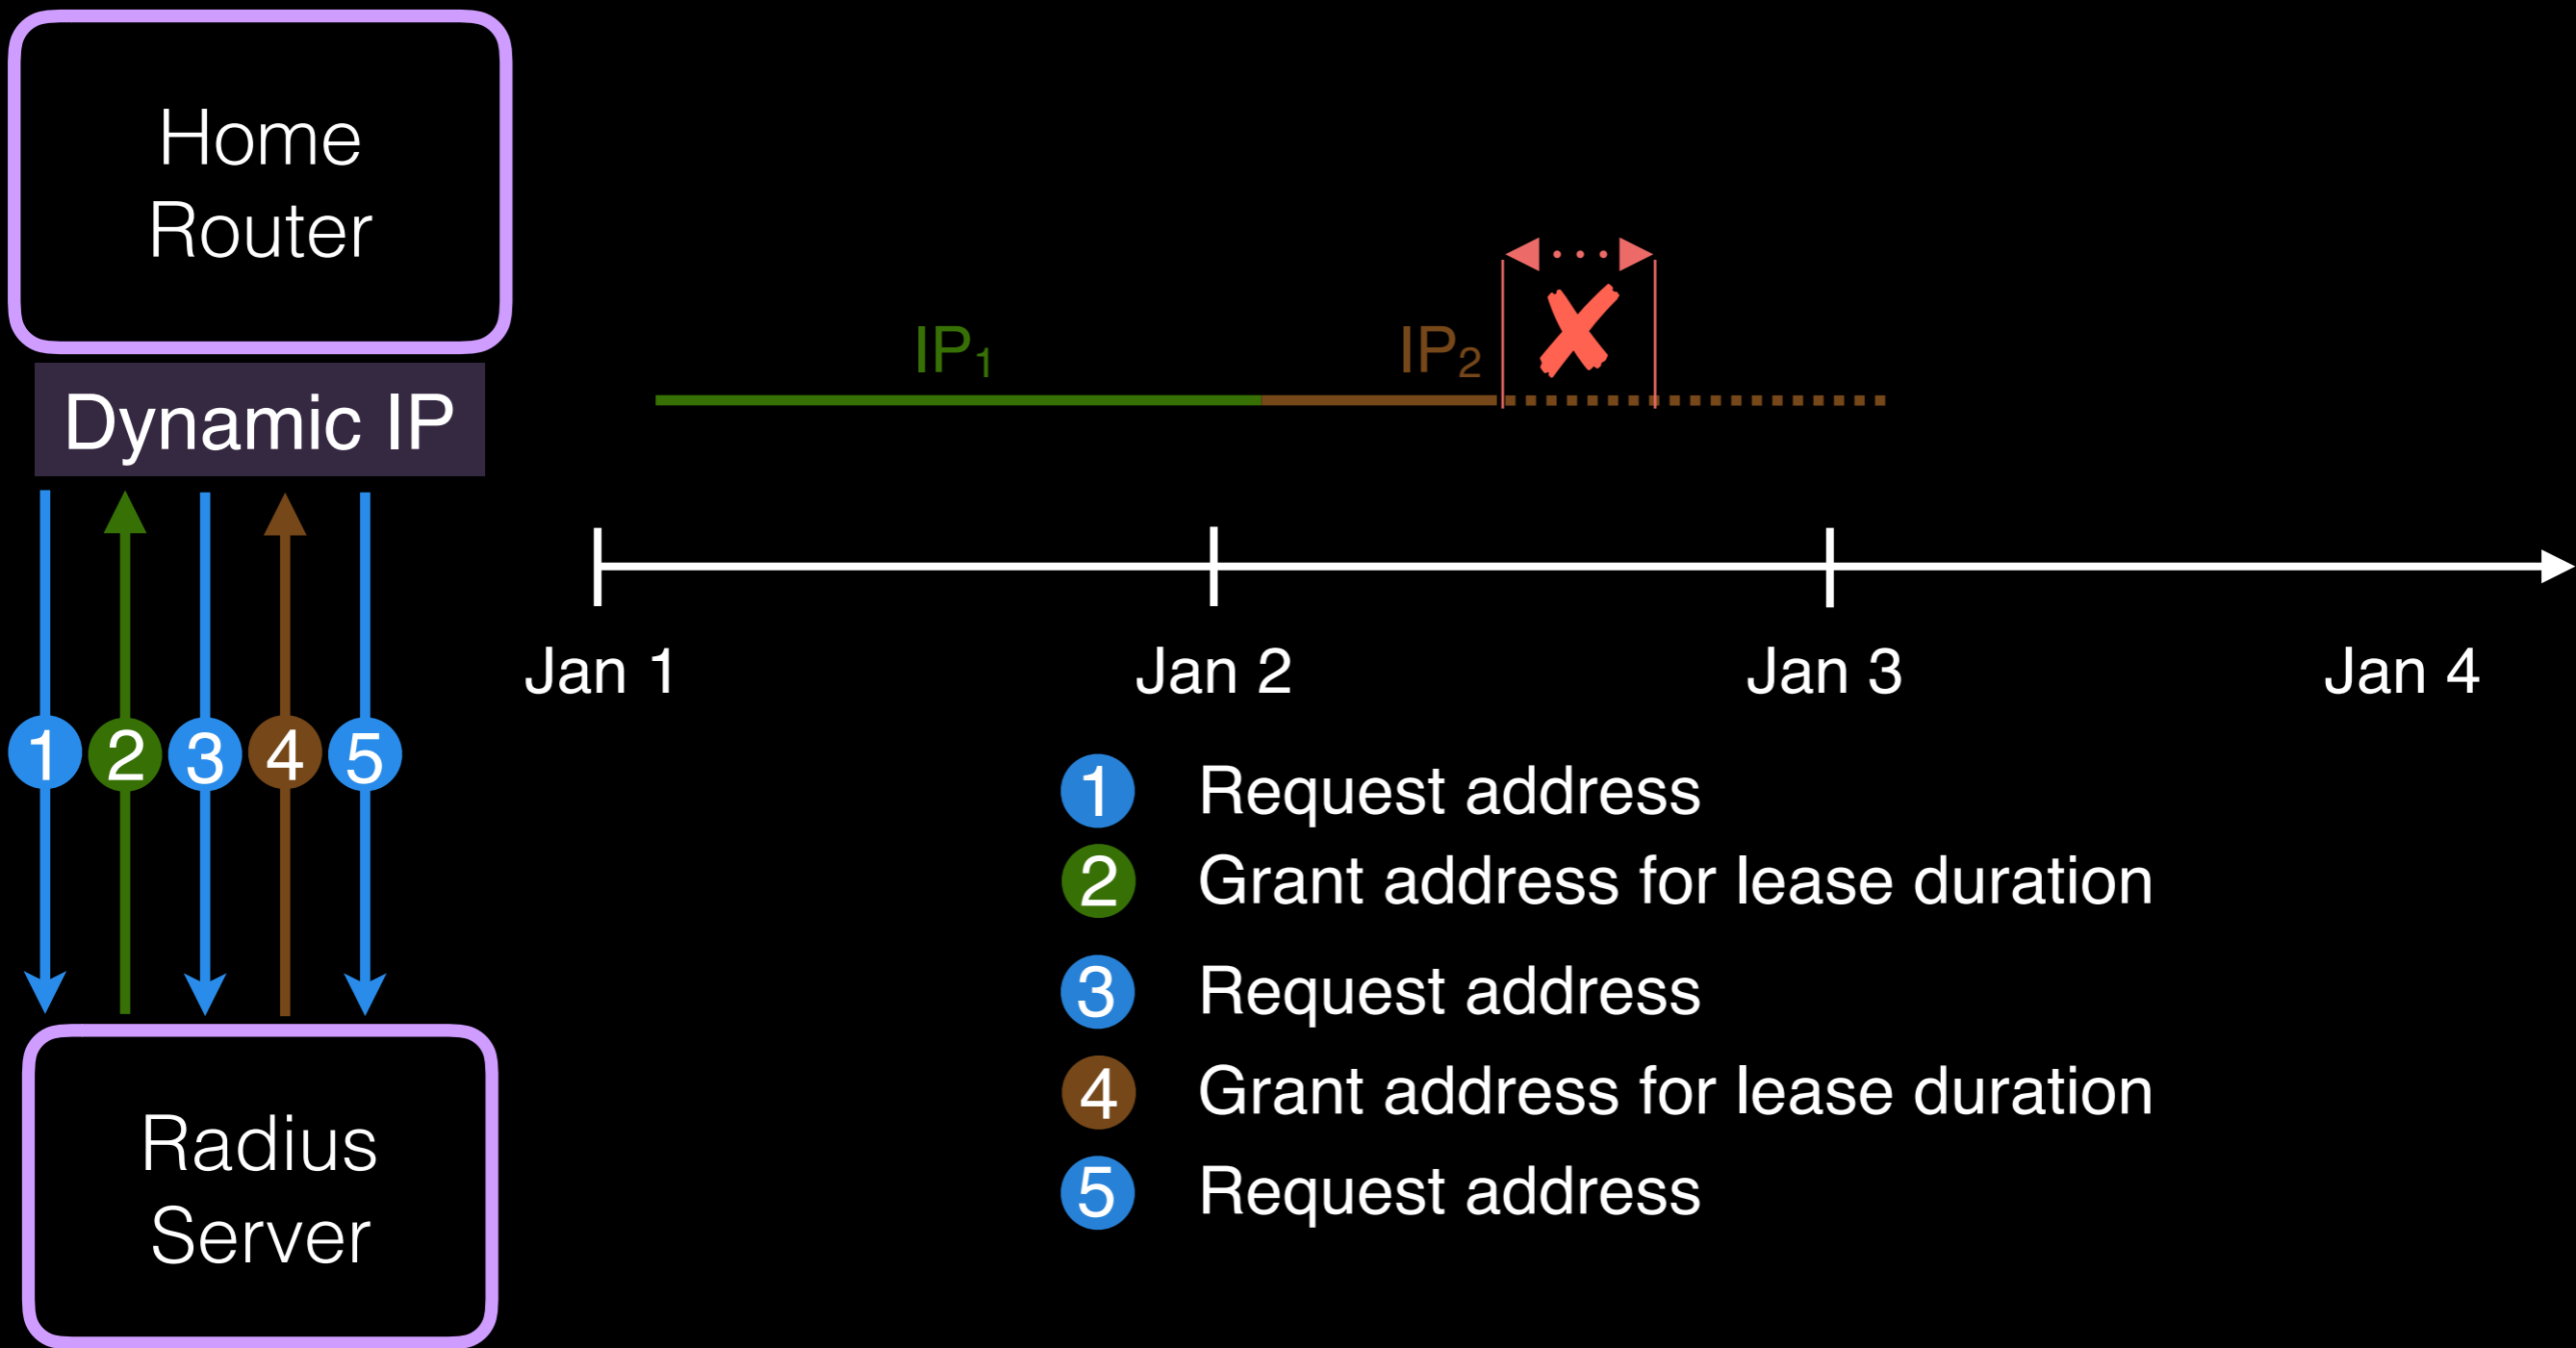 Home
Router
Dynamic IP
IP₁
IP₂
Jan 1
Jan 2
Jan 3
Jan 4
1
2
3
4
5
1 Request address
2 Grant address for lease duration
3 Request address
4 Grant address for lease duration
5 Request address
Radius
Server